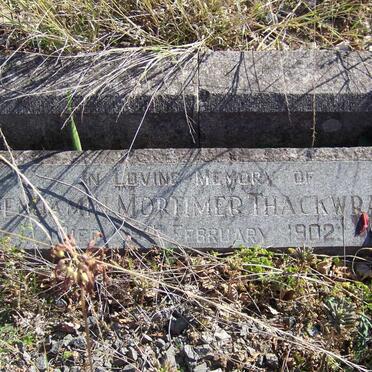 IN LOVING MEMORY OF
MORTIMER THACKWRA
FEBRUARY 1902